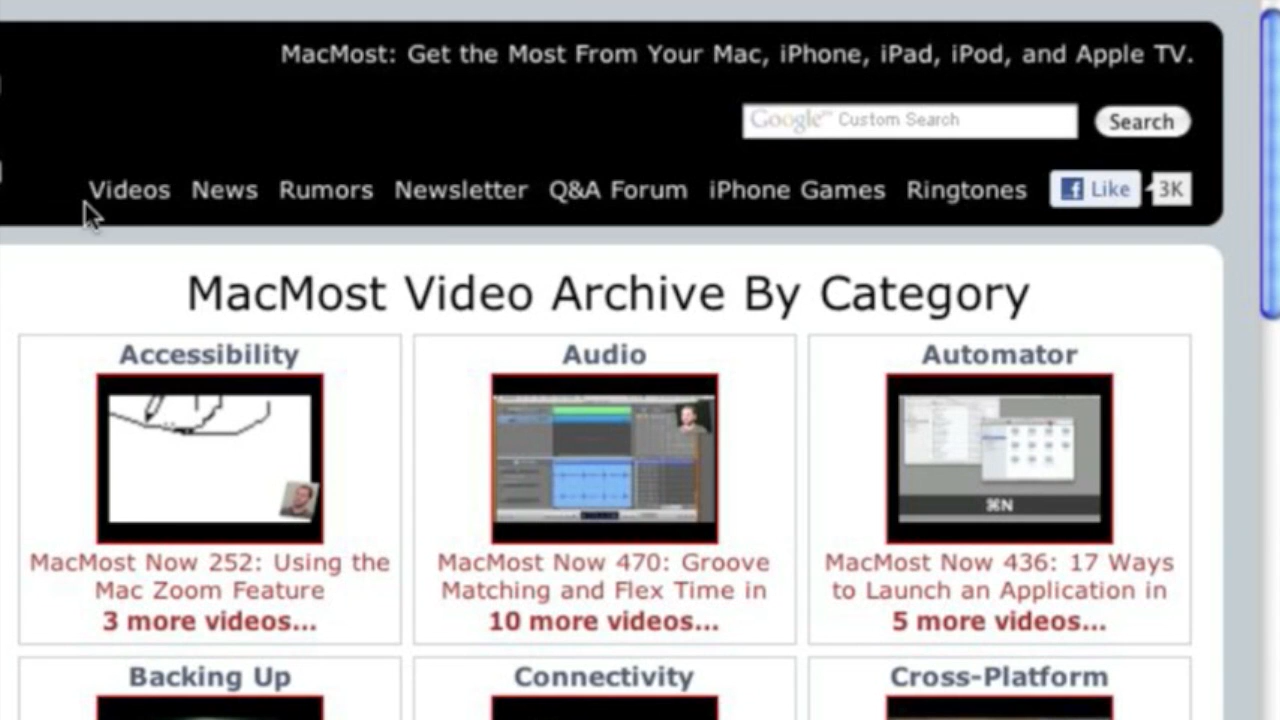 MacMost: Get the Most From Your Mac, iPhone, iPad, iPod, and Apple TV.
Google™ Custom Search
Search
Videos News Rumors Newsletter Q&A Forum iPhone Games Ringtones
f Like 3K
MacMost Video Archive By Category
Accessibility
MacMost Now 252: Using the
Mac Zoom Feature
3 more videos...
Audio
MacMost Now 470: Groove
Matching and Flex Time in
10 more videos...
Automator
⌘N
MacMost Now 436: 17 Ways
to Launch an Application in
5 more videos...
Backing Up
Connectivity
Cross-Platform